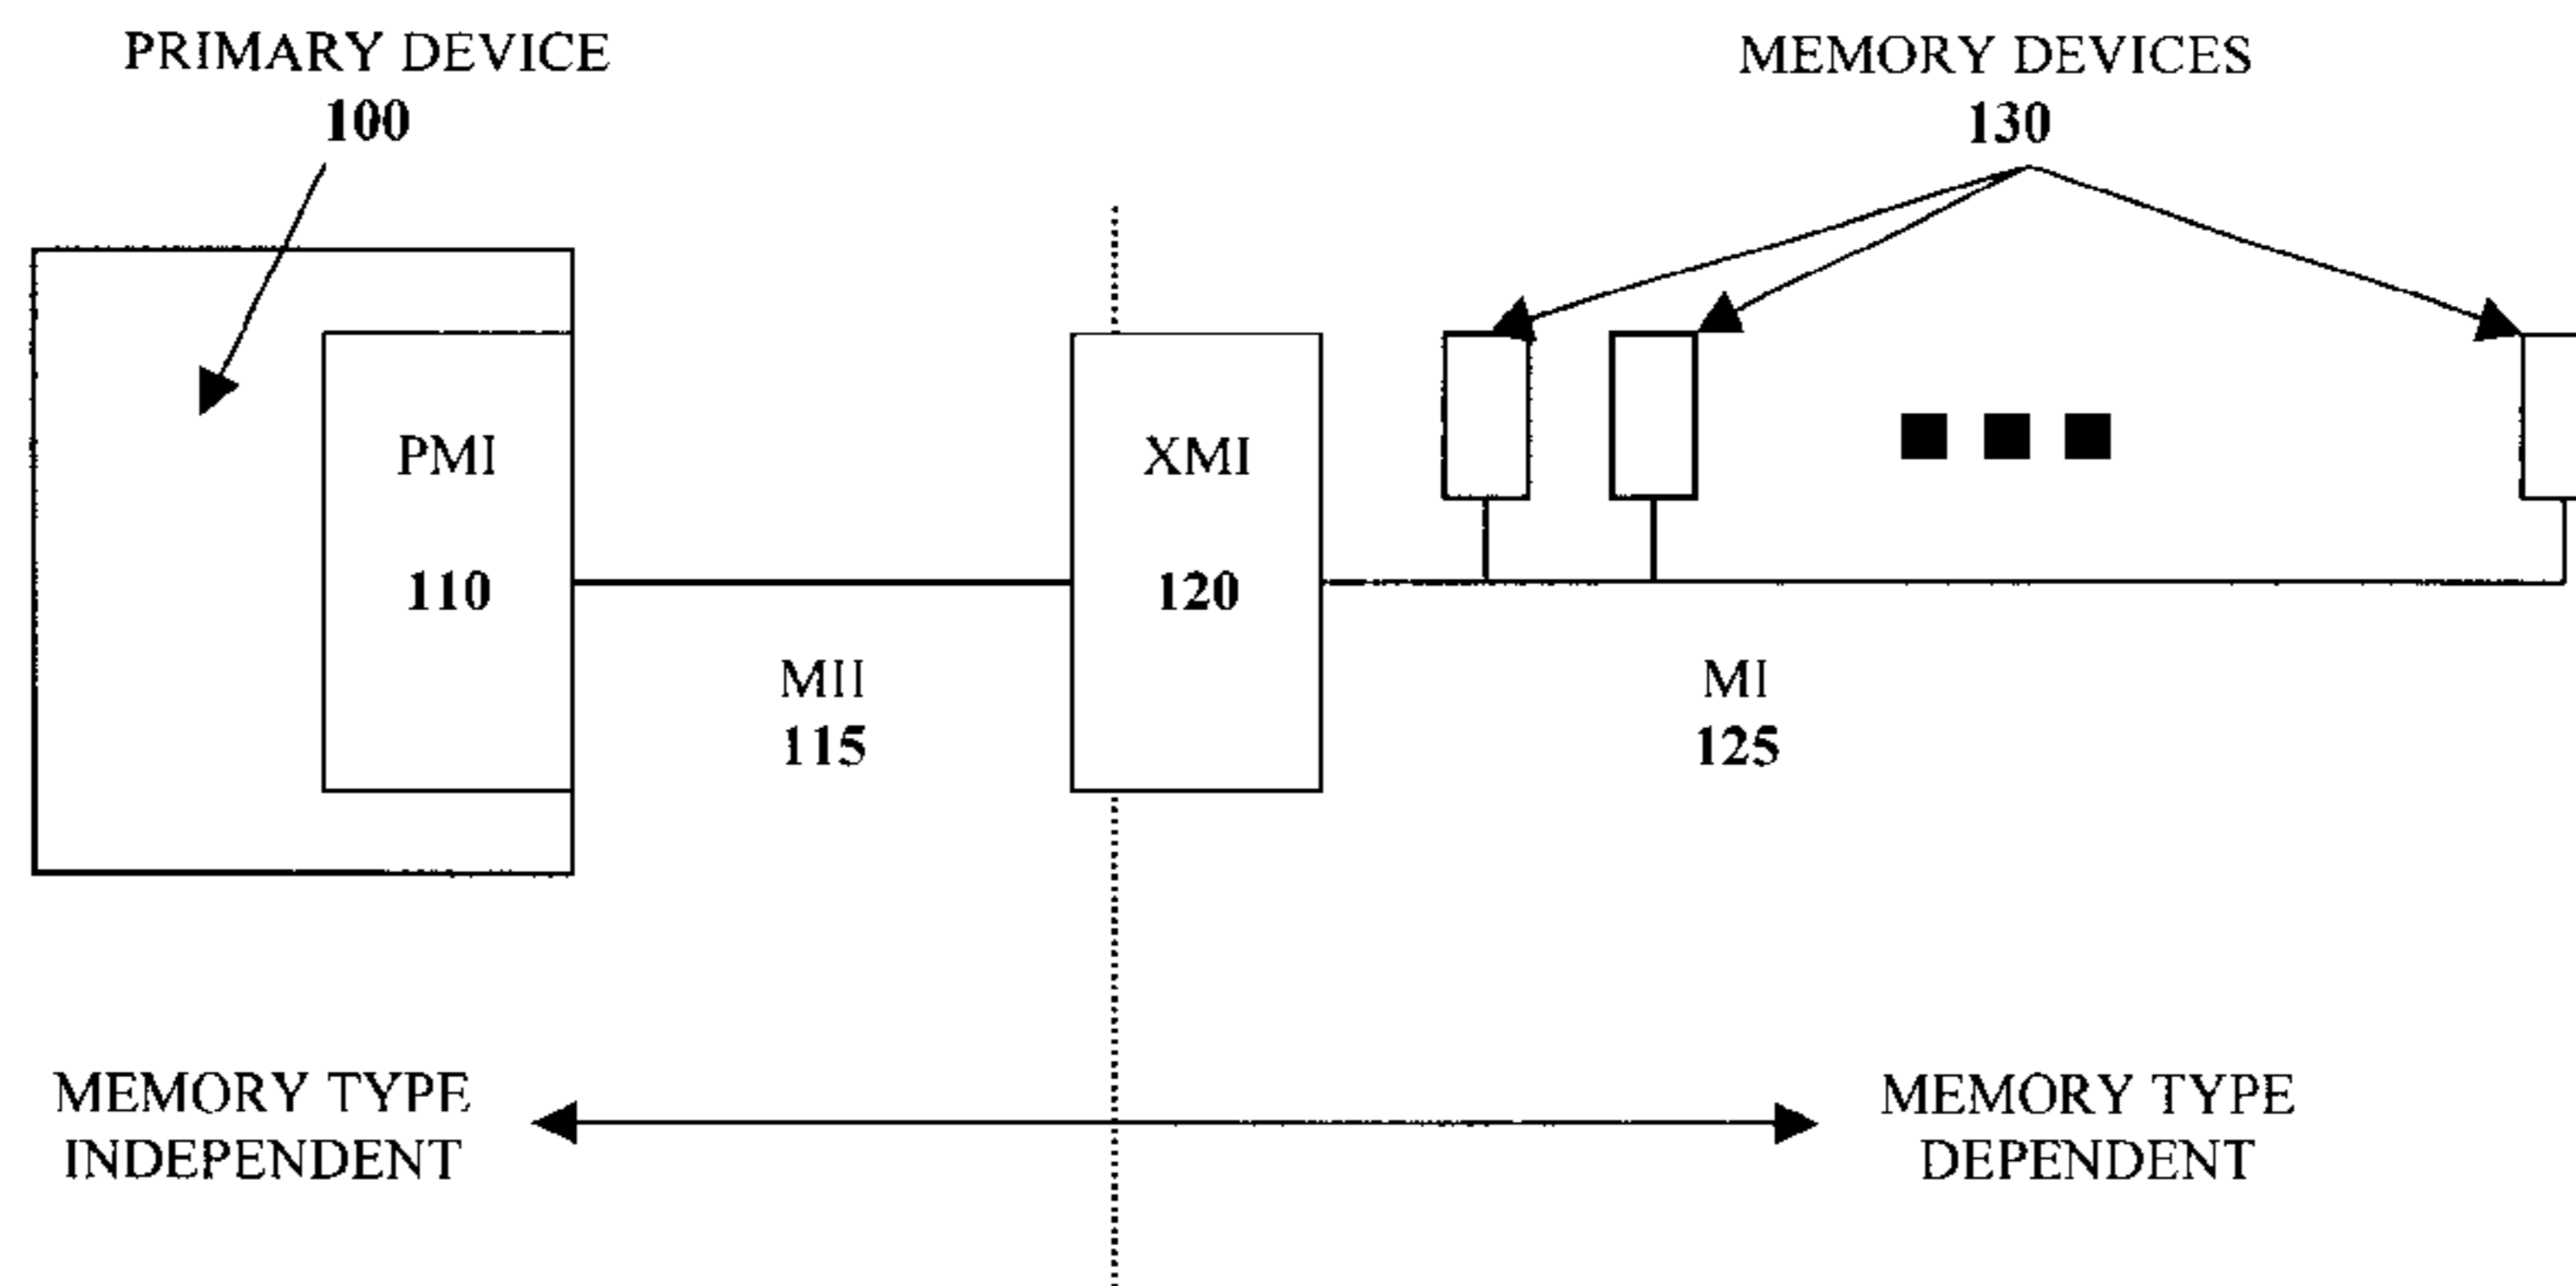 PRIMARY DEVICE
100
MEMORY DEVICES
130
PMI
110
XMI
120
MII
115
MI
125
MEMORY TYPE
INDEPENDENT
MEMORY TYPE
DEPENDENT